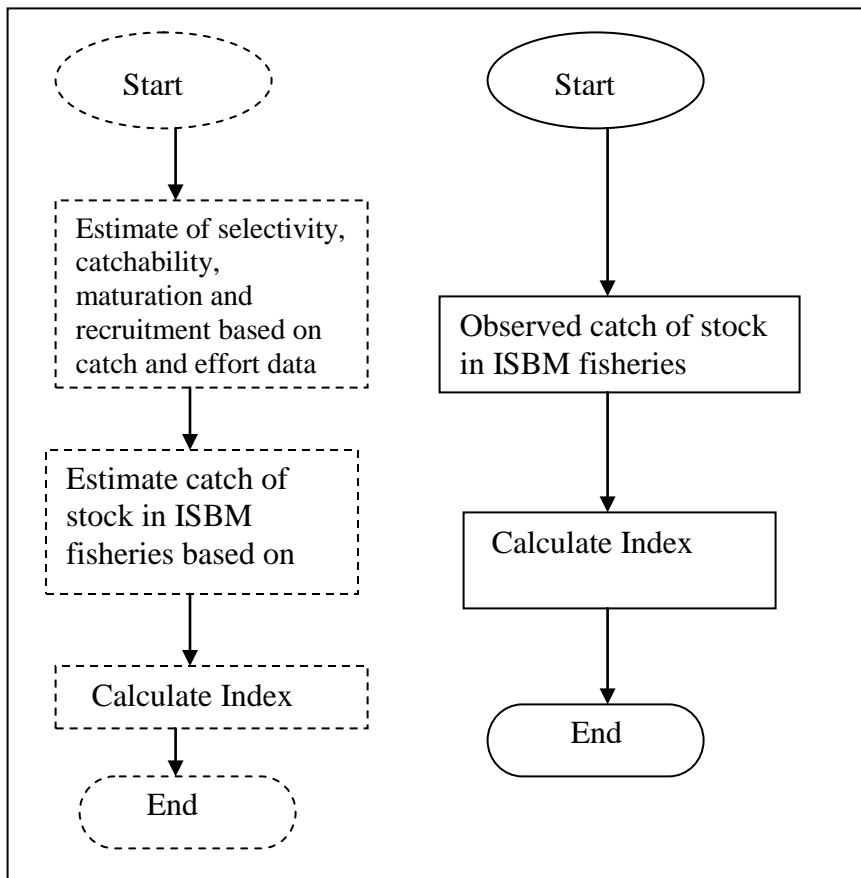 Start
Estimate of selectivity,
catchability,
maturation and
recruitment based on
catch and effort data
Estimate catch of
stock in ISBM
fisheries based on
Calculate Index
End
Start
Observed catch of stock
in ISBM fisheries
Calculate Index
End